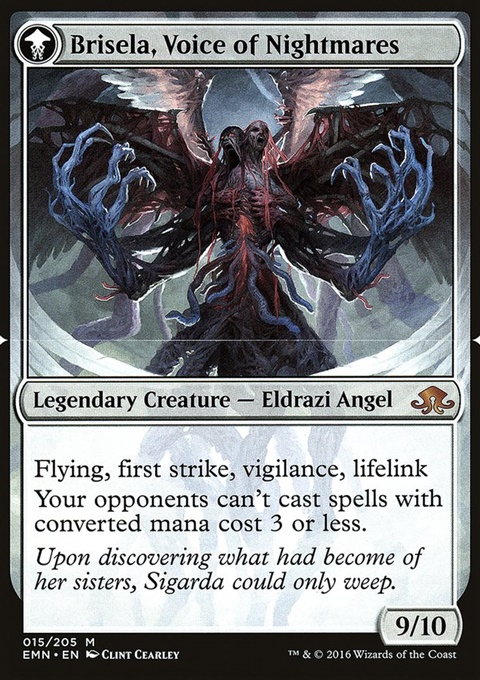 Brisela, Voice of Nightmares
Legendary Creature — Eldrazi Angel
Flying, first strike, vigilance, lifelink
Your opponents can't cast spells with
converted mana cost 3 or less.
Upon discovering what had become of
her sisters, Sigarda could only weep.
9/10
015/205 M
EMN • EN Clint Cearley
™ & © 2016 Wizards of the Coast